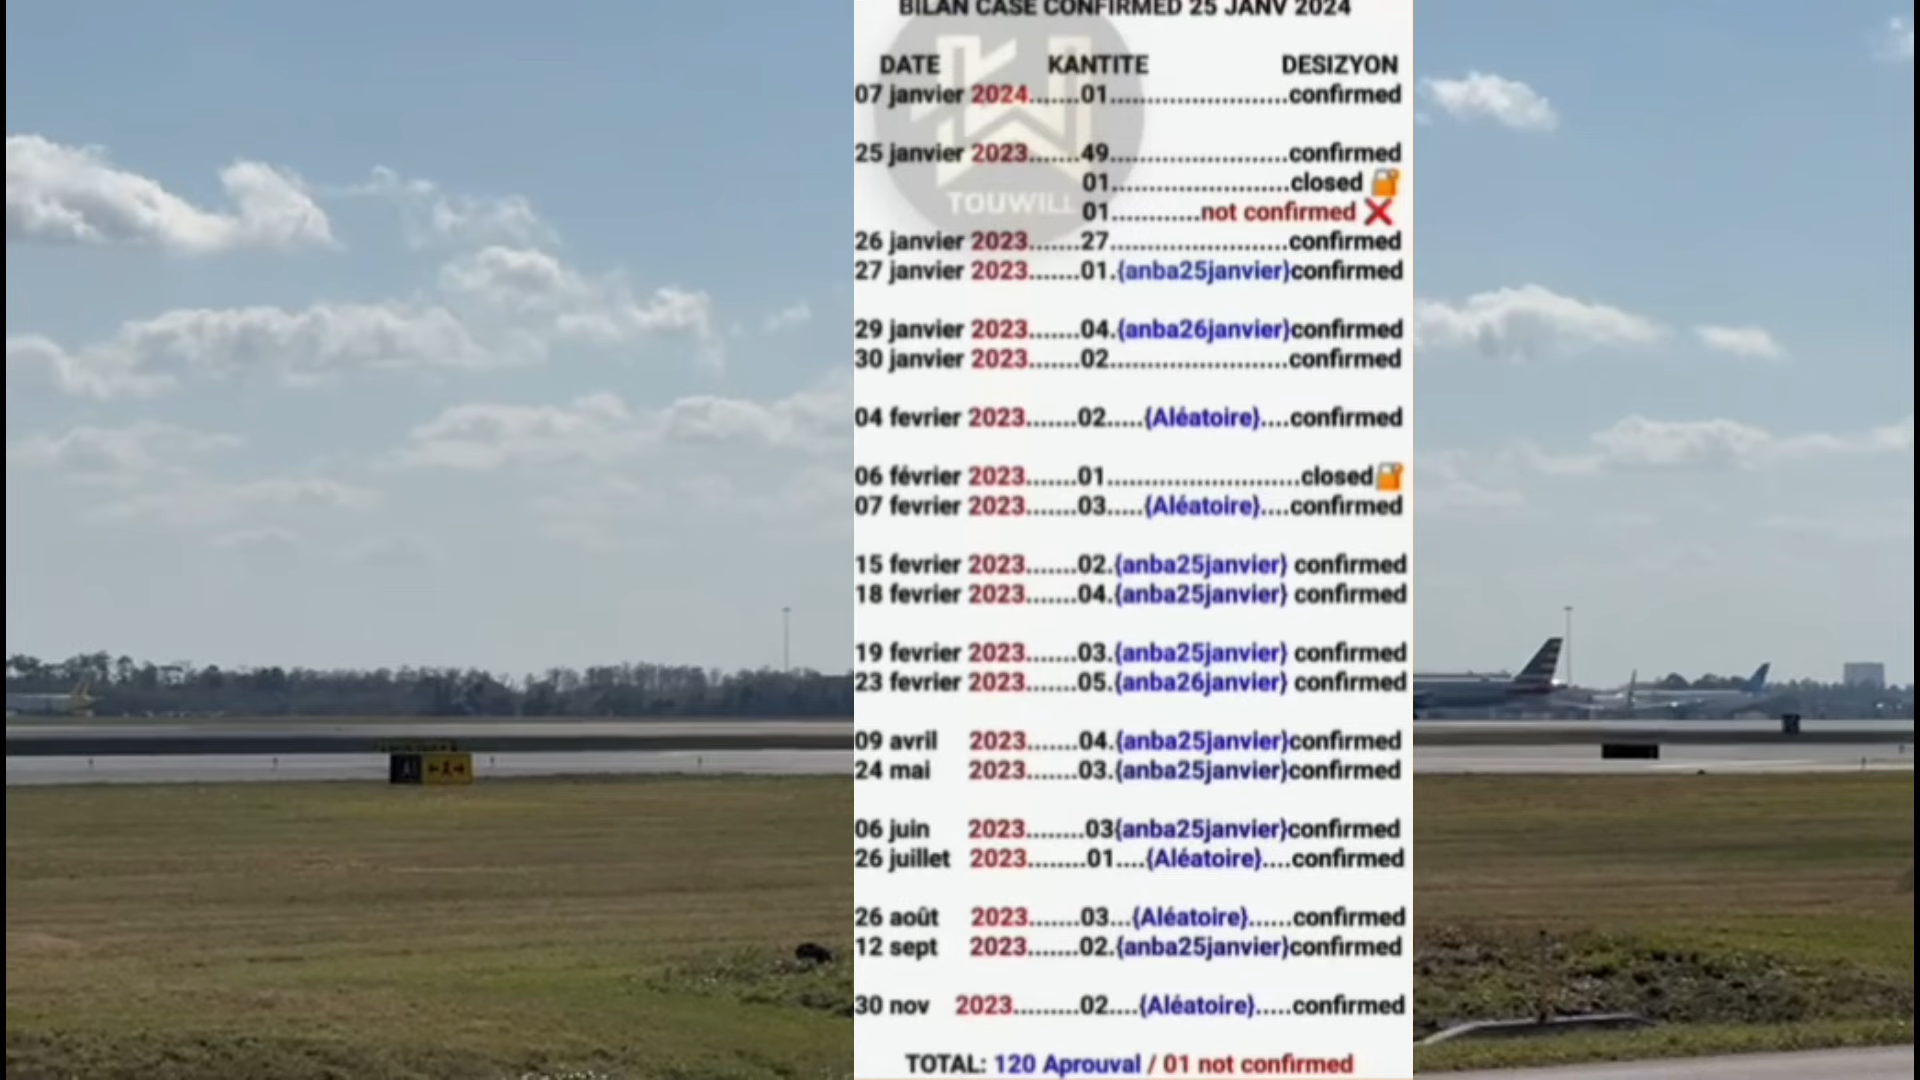 BILAN CASE CONFIRMED 25 JANV 2024
DATE KANTITE DESIZYON
07 janvier 2024.......01........................confirmed
25 janvier 2023.......49........................confirmed
01........................closed 🔐
01............not confirmed ❌
26 janvier 2023.......27........................confirmed
27 janvier 2023.......01.{anba25janvier}confirmed
29 janvier 2023.......04.{anba26janvier}confirmed
30 janvier 2023.......02........................confirmed
04 fevrier 2023.......02.....{Aléatoire}....confirmed
06 février 2023.......01..........................closed🔐
07 fevrier 2023.......03.....{Aléatoire}....confirmed
15 fevrier 2023.......02.{anba25janvier} confirmed
18 fevrier 2023.......04.{anba25janvier} confirmed
19 fevrier 2023.......03.{anba25janvier} confirmed
23 fevrier 2023.......05.{anba26janvier} confirmed
09 avril 2023.......04.{anba25janvier}confirmed
24 mai 2023.......03.{anba25janvier}confirmed
06 juin 2023........03{anba25janvier}confirmed
26 juillet 2023........01....{Aléatoire}....confirmed
26 août 2023.......03...{Aléatoire}......confirmed
12 sept 2023.......02.{anba25janvier}confirmed
30 nov 2023.........02....{Aléatoire}.....confirmed
TOTAL: 120 Aprouval / 01 not confirmed
TOUWILL